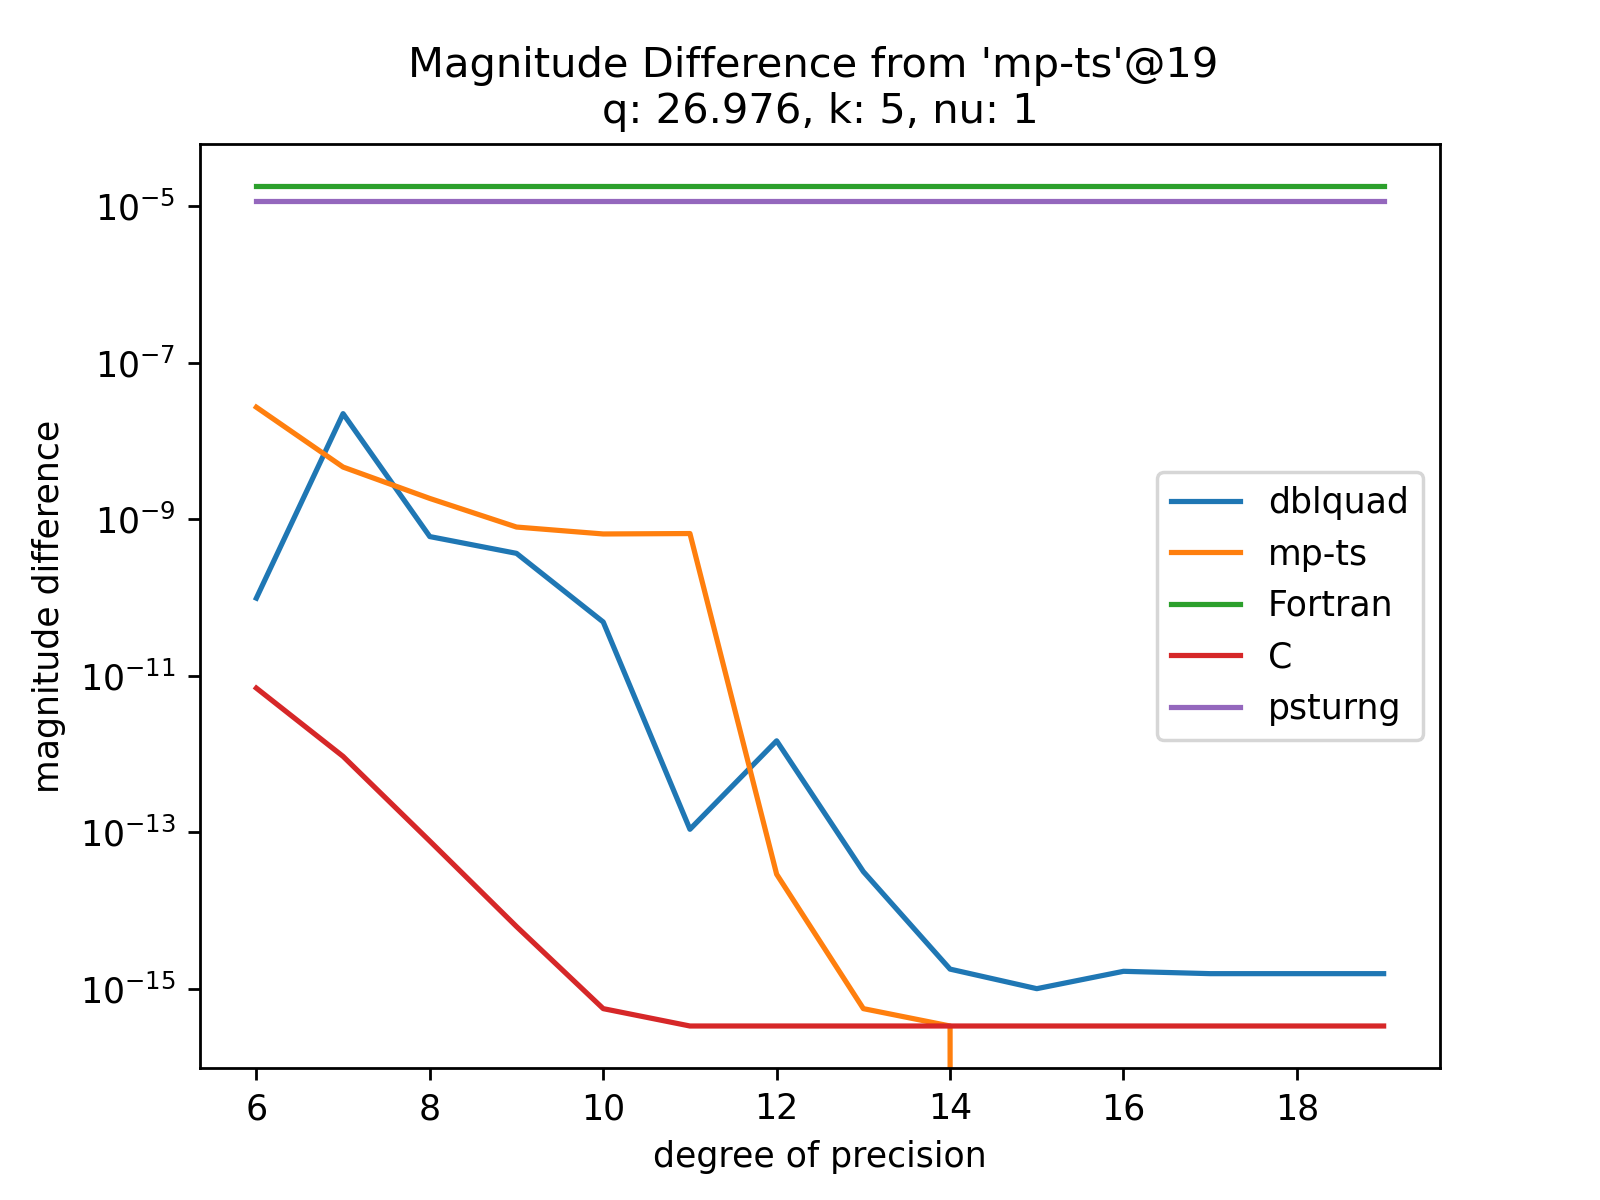 Magnitude Difference from 'mp-ts'@19
q: 26.976, k: 5, nu: 1
magnitude difference
10⁻⁵
10⁻⁷
10⁻⁹
10⁻¹¹
10⁻¹³
10⁻¹⁵
dblquad
mp-ts
Fortran
C
psturng
6 8 10 12 14 16 18
degree of precision